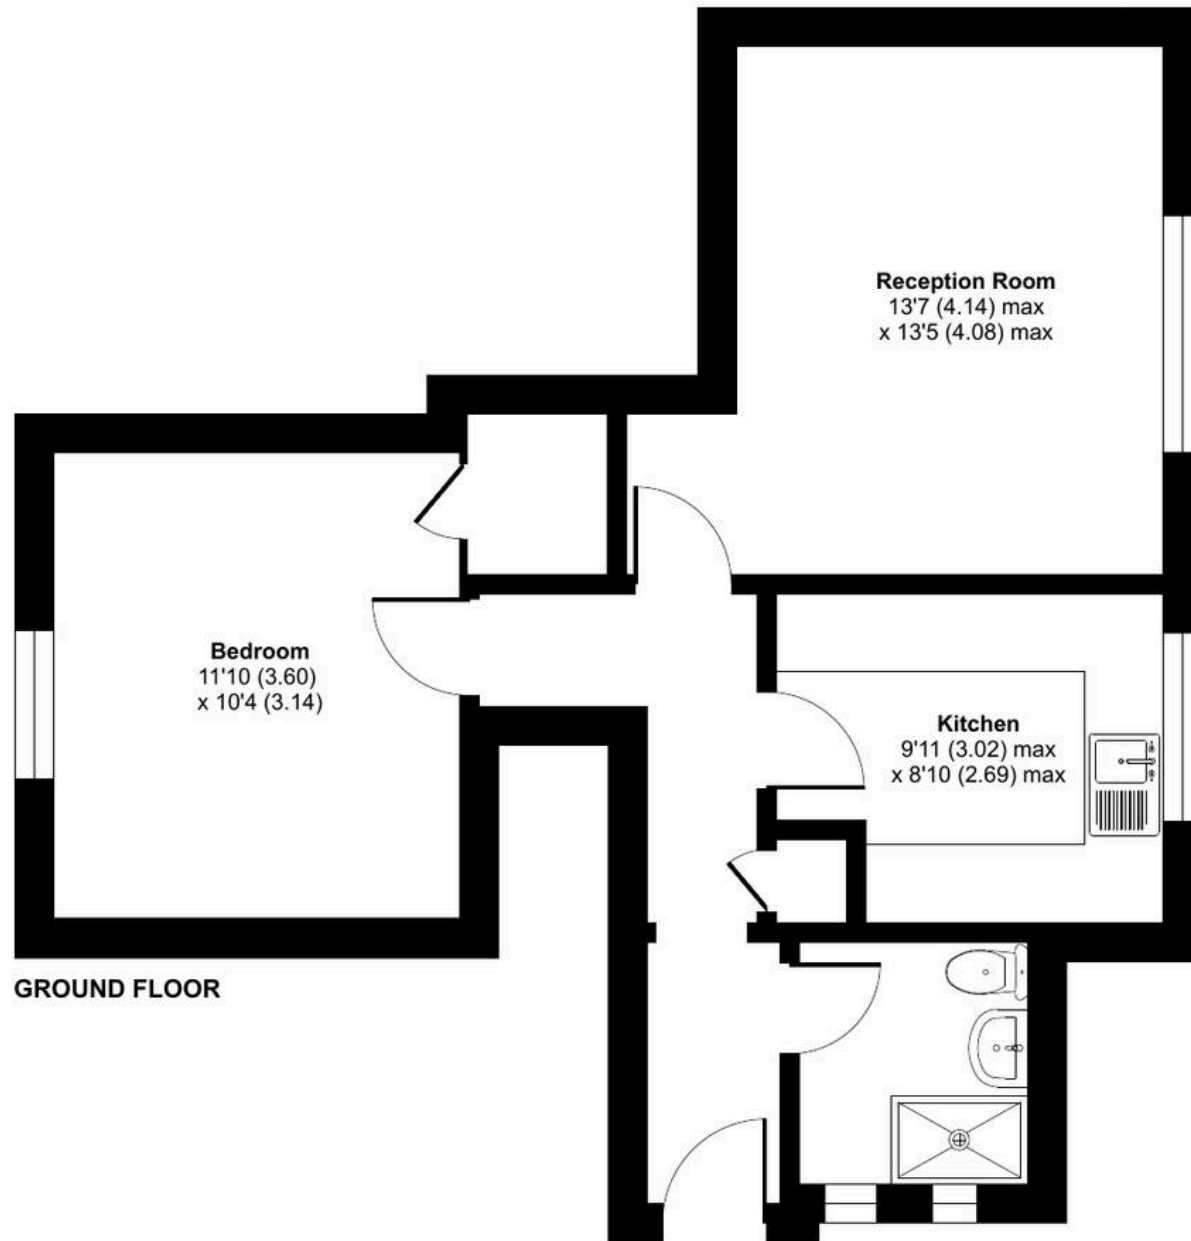 Reception Room
13'7 (4.14) max
x 13'5 (4.08) max
Bedroom
11'10 (3.60)
x 10'4 (3.14)
Kitchen
9'11 (3.02) max
x 8'10 (2.69) max
GROUND FLOOR